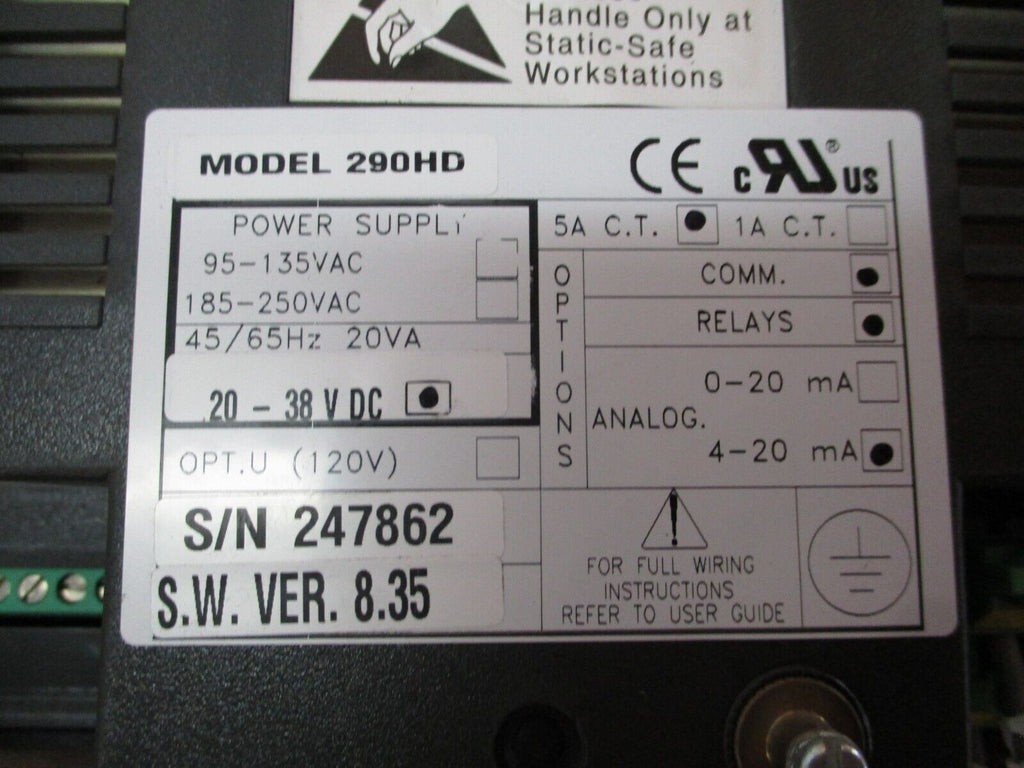 Handle Only at
Static-Safe
Workstations
MODEL 290HD
CE c RU ® US
POWER SUPPLY
95-135VAC
185-250VAC
45/65Hz 20VA
20 - 38 V DC
OPT.U (120V)
S/N 247862
S.W. VER. 8.35
5A C.T. 1A C.T.
OPTIONS
COMM.
RELAYS
ANALOG.
0-20 mA
4-20 mA
FOR FULL WIRING
INSTRUCTIONS
REFER TO USER GUIDE